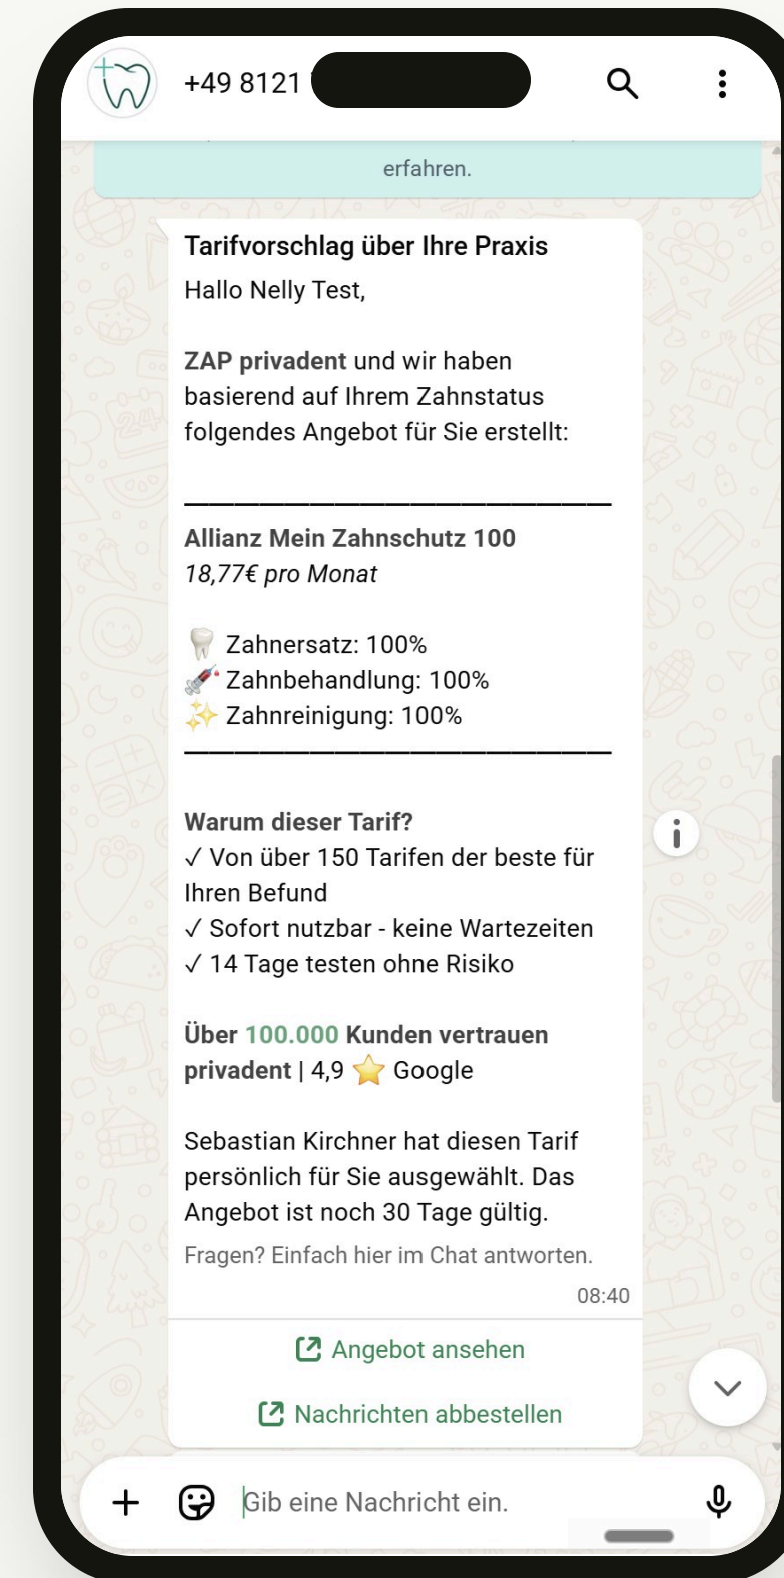 +49 8121
erfahren.
Tarifvorschlag über Ihre Praxis
Hallo Nelly Test,
ZAP privadent und wir haben
basierend auf Ihrem Zahnstatus
folgendes Angebot für Sie erstellt:
Allianz Mein Zahnschutz 100
18,77€ pro Monat
🦷 Zahnersatz: 100%
💉 Zahnbehandlung: 100%
✨ Zahnreinigung: 100%
Warum dieser Tarif?
✓ Von über 150 Tarifen der beste für
Ihren Befund
✓ Sofort nutzbar - keine Wartezeiten
✓ 14 Tage testen ohne Risiko
Über 100.000 Kunden vertrauen
privadent | 4,9 ⭐ Google
Sebastian Kirchner hat diesen Tarif
persönlich für Sie ausgewählt. Das
Angebot ist noch 30 Tage gültig.
Fragen? Einfach hier im Chat antworten.
08:40
Angebot ansehen
Nachrichten abbestellen
Gib eine Nachricht ein.